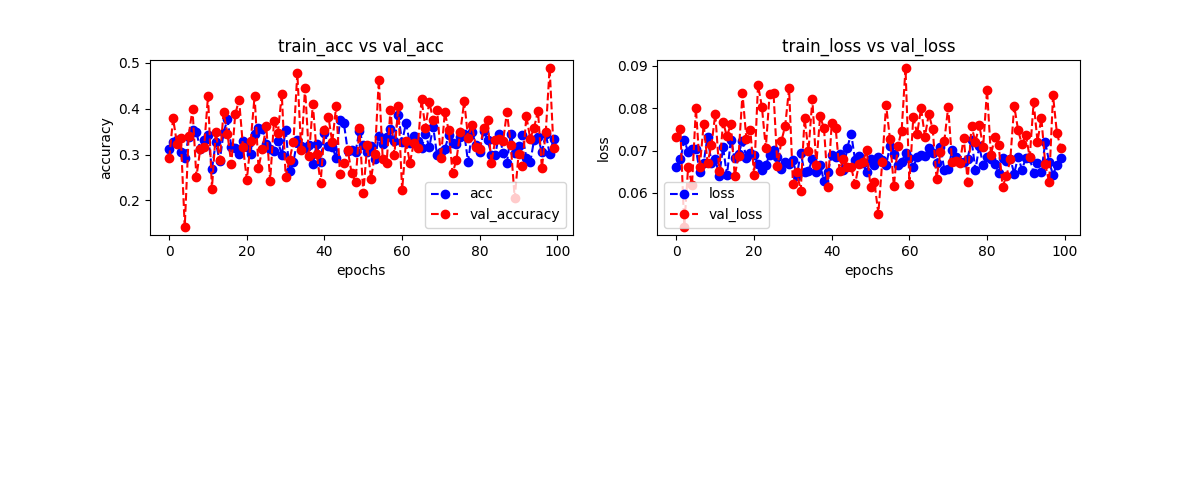 train_acc vs val_acc
accuracy
0.5
0.4
0.3
0.2
acc
val_accuracy
0 20 40 60 80 100
epochs
train_loss vs val_loss
loss
0.09
0.08
0.07
0.06
loss
val_loss
0 20 40 60 80 100
epochs